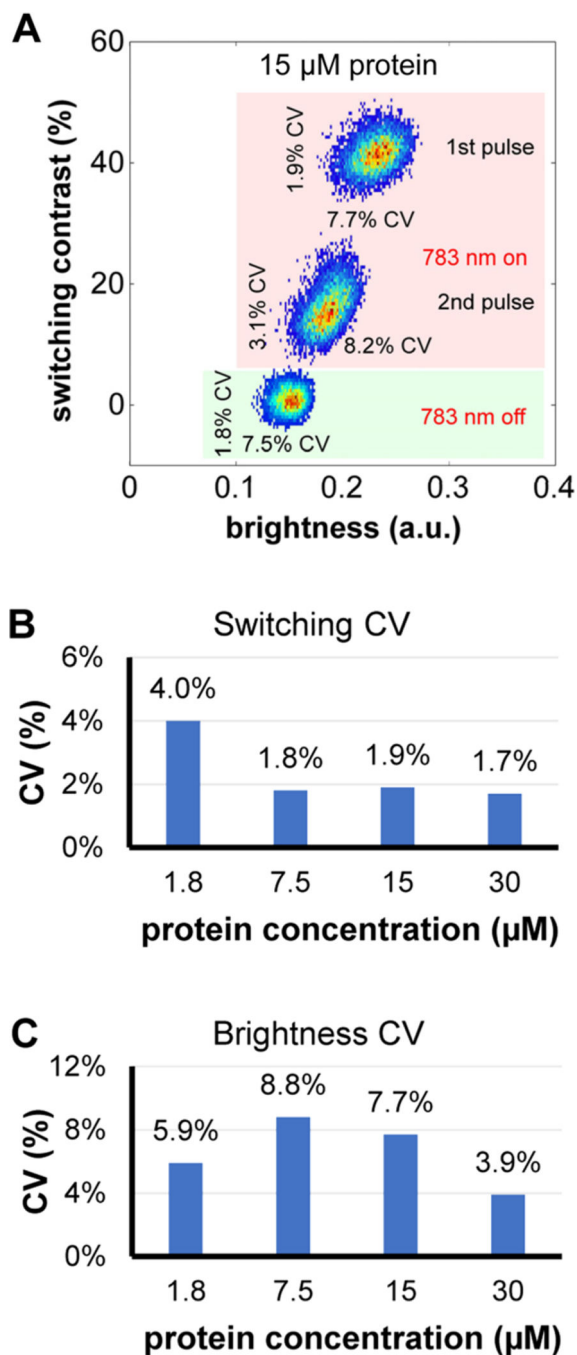 A
15 µM protein
switching contrast (%)
60
40
20
0
1.9% CV
1st pulse
7.7% CV
783 nm on
3.1% CV
2nd pulse
8.2% CV
1.8% CV
783 nm off
7.5% CV
0
0.1
0.2
0.3
0.4
brightness (a.u.)
B
Switching CV
CV (%)
6%
4%
2%
0%
4.0%
1.8%
1.9%
1.7%
1.8
7.5
15
30
protein concentration (µM)
C
Brightness CV
CV (%)
12%
8%
4%
0%
5.9%
8.8%
7.7%
3.9%
1.8
7.5
15
30
protein concentration (µM)